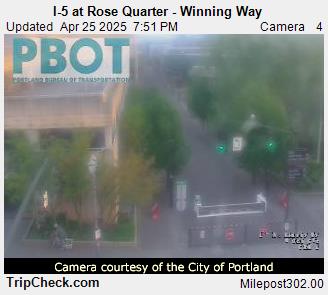 I-5 at Rose Quarter - Winning Way
Updated Apr 25 2025 7:51 PM Camera 4
PBOT
PORTLAND BUREAU OF TRANSPORTATION
Camera courtesy of the City of Portland
TripCheck.com Milepost302.00